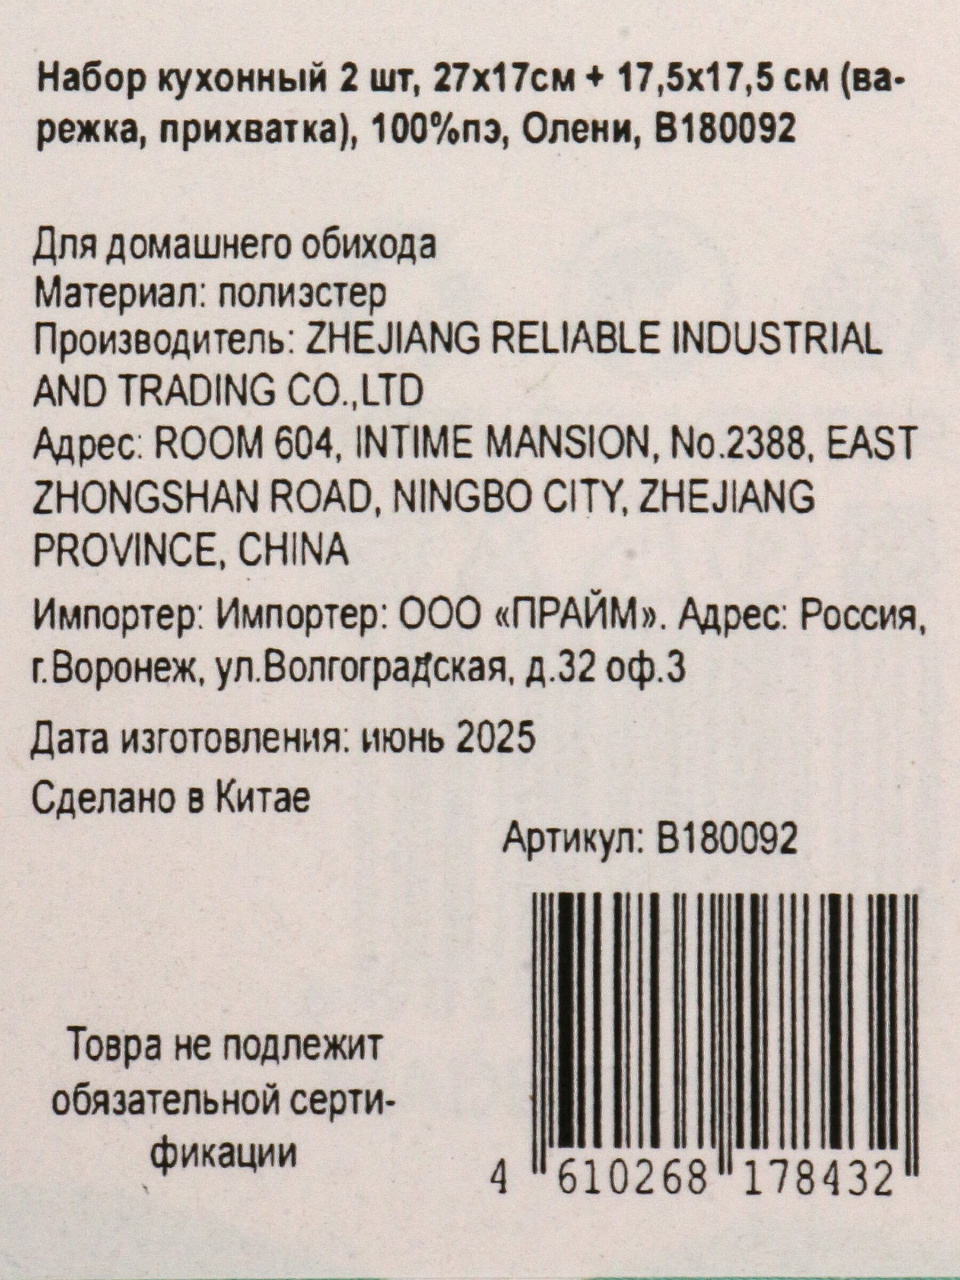 Набор кухонный 2 шт, 27х17см + 17,5х17,5 см (ва-
режка, прихватка), 100%пэ, Олени, В180092
Для домашнего обихода
Материал: полиэстер
Производитель: ZHEJIANG RELIABLE INDUSTRIAL
AND TRADING CO.,LTD
Адрес: ROOM 604, INTIME MANSION, No.2388, EAST
ZHONGSHAN ROAD, NINGBO CITY, ZHEJIANG
PROVINCE, CHINA
Импортер: Импортер: ООО «ПРАЙМ». Адрес: Россия,
г.Воронеж, ул.Волгоградская, д.32 оф.3
Дата изготовления: июнь 2025
Сделано в Китае
Артикул: В180092
Товра не подлежит
обязательной серти-
фикации
4 610268 178432